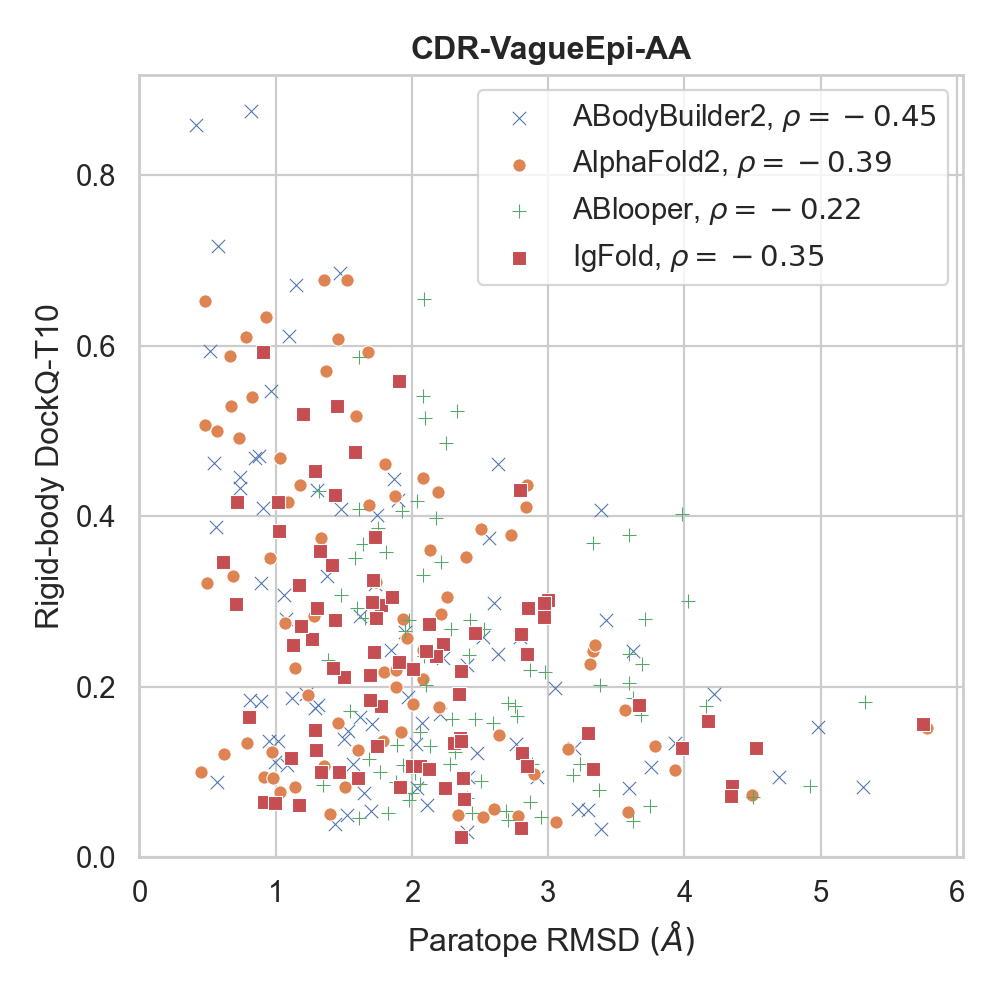 CDR-VagueEpi-AA
ABodyBuilder2, ρ = −0.45
AlphaFold2, ρ = −0.39
ABlooper, ρ = −0.22
IgFold, ρ = −0.35
Rigid-body DockQ-T10
0.8
0.6
0.4
0.2
0.0
0 1 2 3 4 5 6
Paratope RMSD (Å)